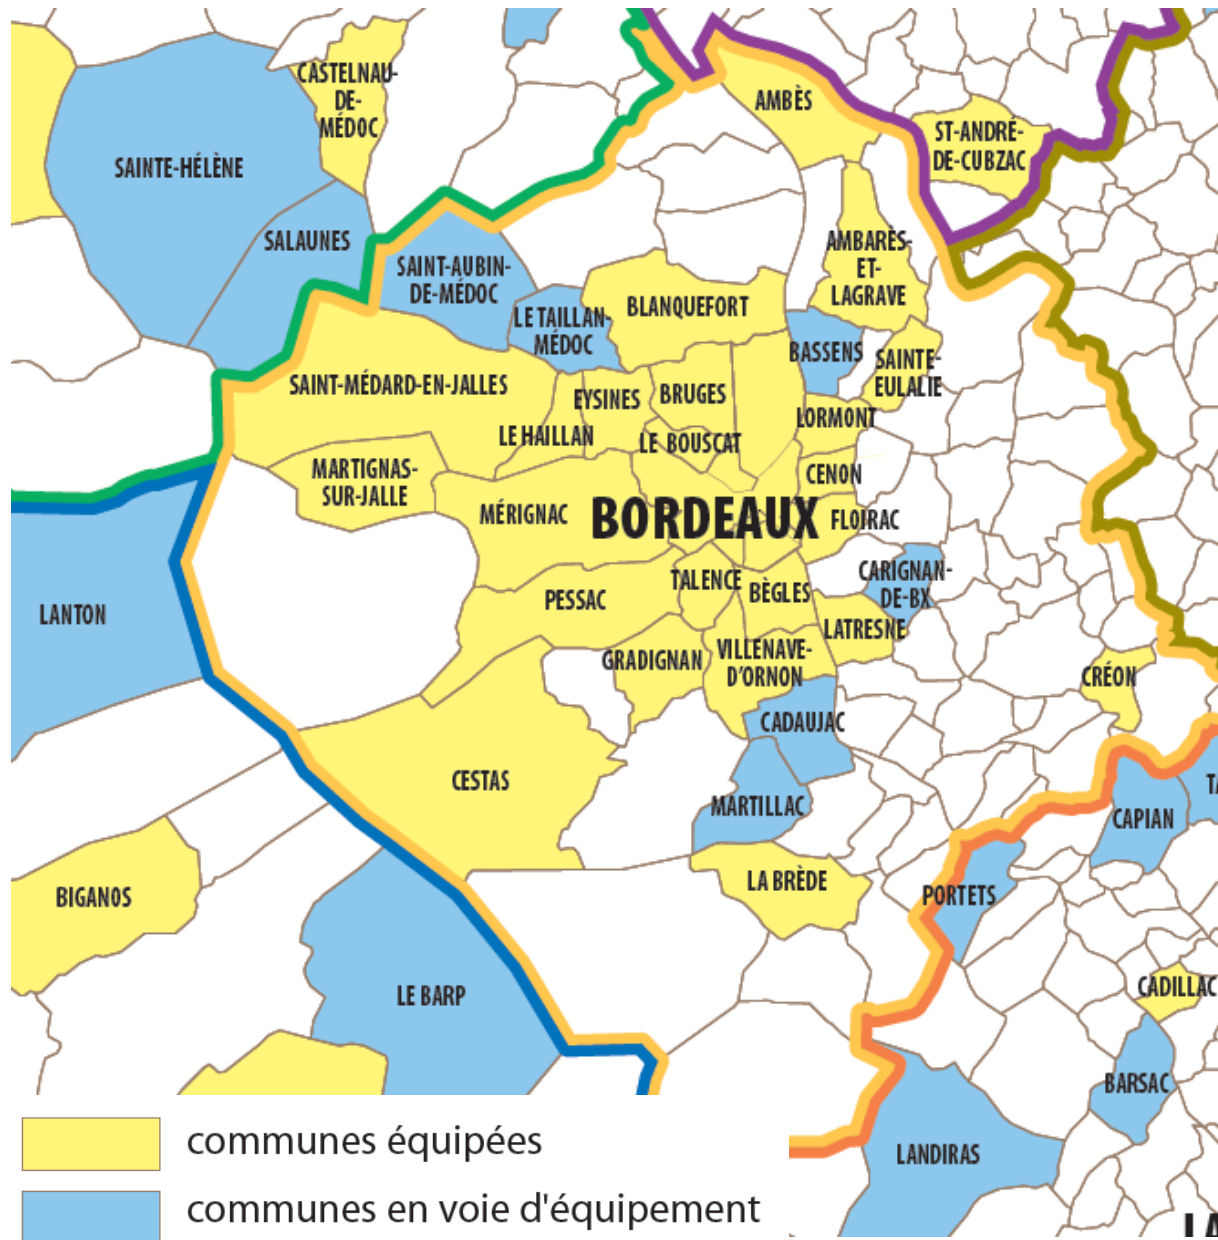 CASTELNAU-
DE-
MÉDOC
AMBÈS
ST-ANDRÉ-
DE-CUBZAC
SAINTE-HÉLÈNE
SALAUNES
SAINT-AUBIN-
DE-MÉDOC
AMBARÈS-
ET-
LAGRAVE
LE TAILLAN-
MÉDOC
BLANQUEFORT
BASSENS
SAINTE-
EULALIE
SAINT-MÉDARD-EN-JALLES
EYSINES
BRUGES
LORMONT
LE HAILLAN
LE BOUSCAT
MARTIGNAS-
SUR-JALLE
CENON
MÉRIGNAC
BORDEAUX
FLOIRAC
LANTON
PESSAC
TALENCE
BÈGLES
CARIGNAN-
DE-BX
LATRESNE
GRADIGNAN
VILLENAVE-
D'ORNON
CRÉON
CADAUJAC
CESTAS
MARTILLAC
TA
CAPIAN
BIGANOS
LA BRÈDE
PORTETS
LE BARP
CADILLAC
BARSAC
LANDIRAS
LA
communes équipées
communes en voie d'équipement